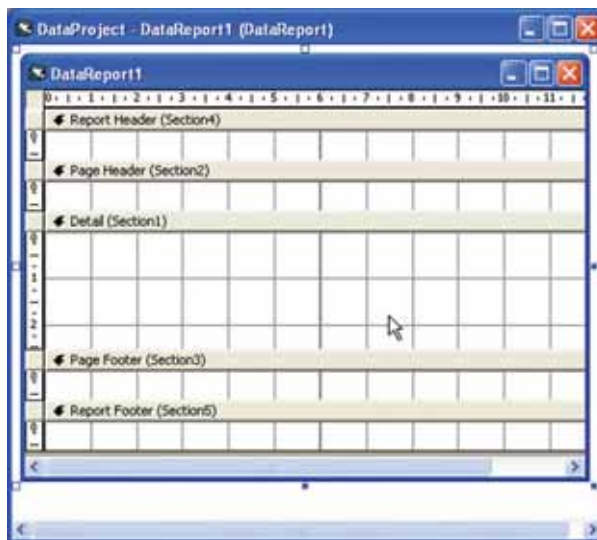 DataProject - DataReport1 (DataReport)
DataReport1
0 1 2 3 4 5 6 7 8 9 10 11
Report Header (Section4)
0
Page Header (Section2)
0
Detail (Section1)
0
1
2
Page Footer (Section3)
0
Report Footer (Section5)
0